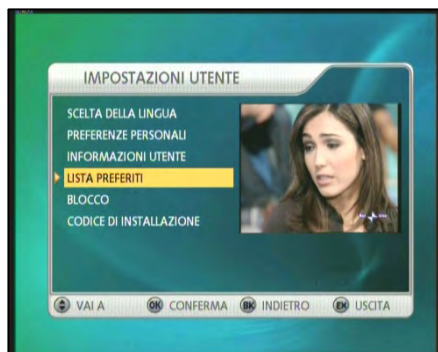 IMPOSTAZIONI UTENTE
SCELTA DELLA LINGUA
PREFERENZE PERSONALI
INFORMAZIONI UTENTE
LISTA PREFERITI
BLOCCO
CODICE DI INSTALLAZIONE
VAI A OK CONFERMA BK INDIETRO EX USCITA